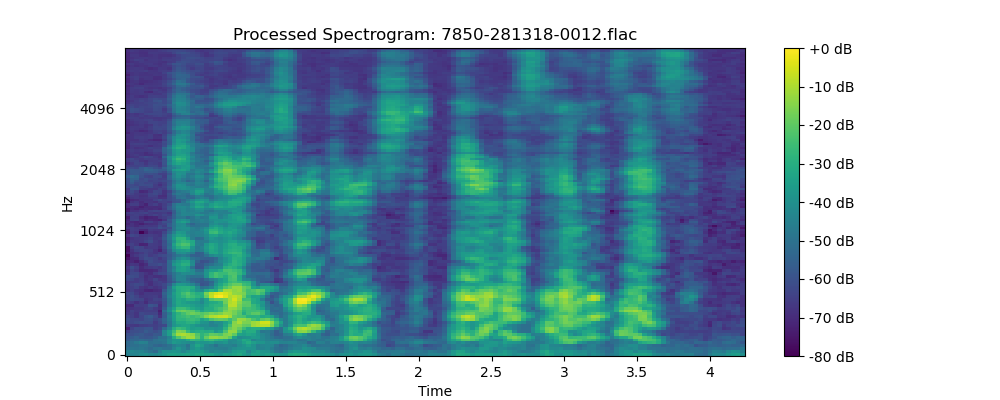 Processed Spectrogram: 7850-281318-0012.flac
Hz
4096
2048
1024
512
0
0 0.5 1 1.5 2 2.5 3 3.5 4
Time
+0 dB
-10 dB
-20 dB
-30 dB
-40 dB
-50 dB
-60 dB
-70 dB
-80 dB